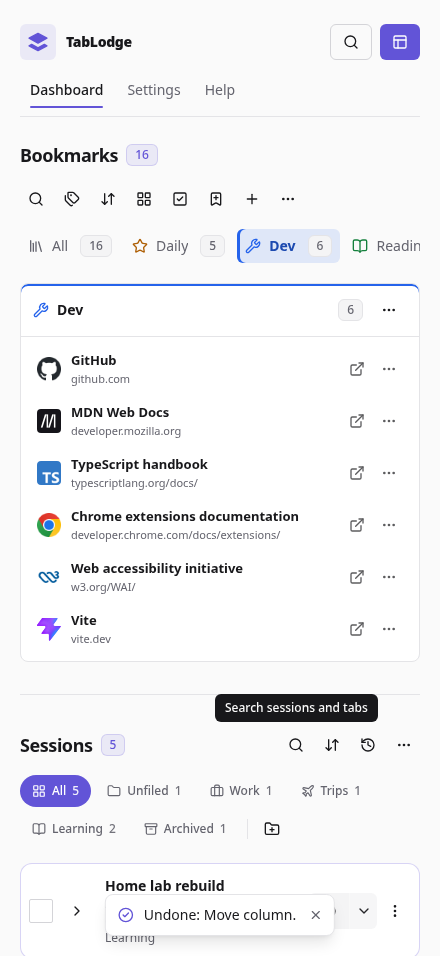 TabLodge
Dashboard Settings Help
Bookmarks 16
All 16 Daily 5 Dev 6 Readin
Dev 6
GitHub
github.com
MDN Web Docs
developer.mozilla.org
TypeScript handbook
typescriptlang.org/docs/
Chrome extensions documentation
developer.chrome.com/docs/extensions/
Web accessibility initiative
w3.org/WAI/
Vite
vite.dev
Search sessions and tabs
Sessions 5
All 5 Unfiled 1 Work 1 Trips 1
Learning 2 Archived 1
Home lab rebuild
Undone: Move column.
Learning